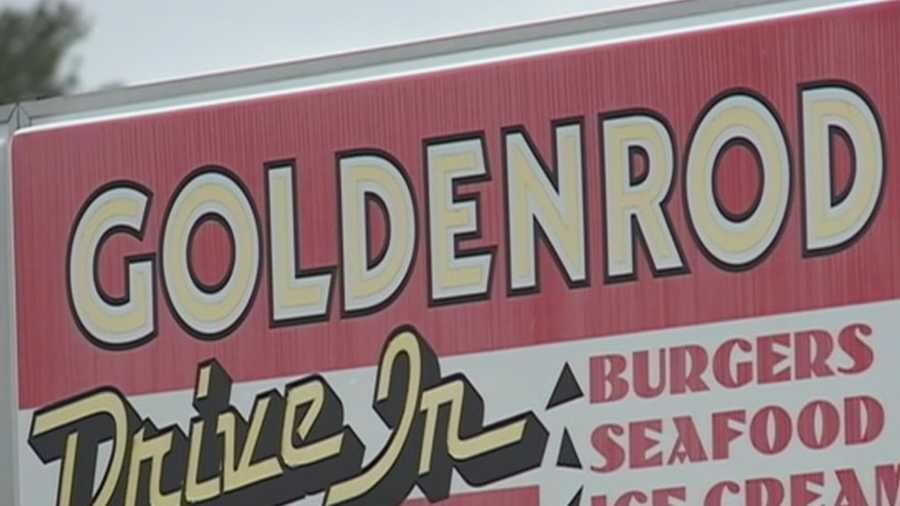 GOLDENROD
Drive In
BURGERS
SEAFOOD
ICE CREAM